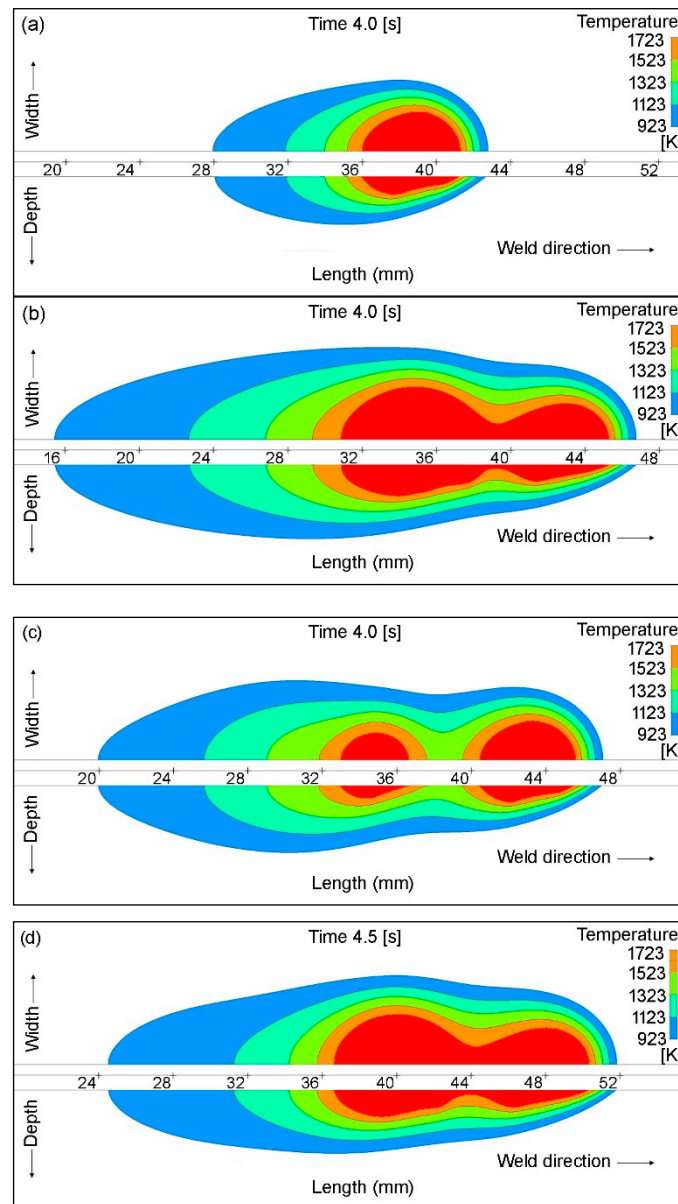 (a) Time 4.0 [s] Temperature
1723
1523
1323
1123
923
[K
Width
20 24 28 32 36 40 44 48 52
Depth
Weld direction
Length (mm)
(b) Time 4.0 [s] Temperature
1723
1523
1323
1123
923
[K
Width
16 20 24 28 32 36 40 44 48
Depth
Weld direction
Length (mm)
(c) Time 4.0 [s] Temperature
1723
1523
1323
1123
923
[K
Width
20 24 28 32 36 40 44 48
Depth
Weld direction
Length (mm)
(d) Time 4.5 [s] Temperature
1723
1523
1323
1123
923
[K
Width
24 28 32 36 40 44 48 52
Depth
Weld direction
Length (mm)